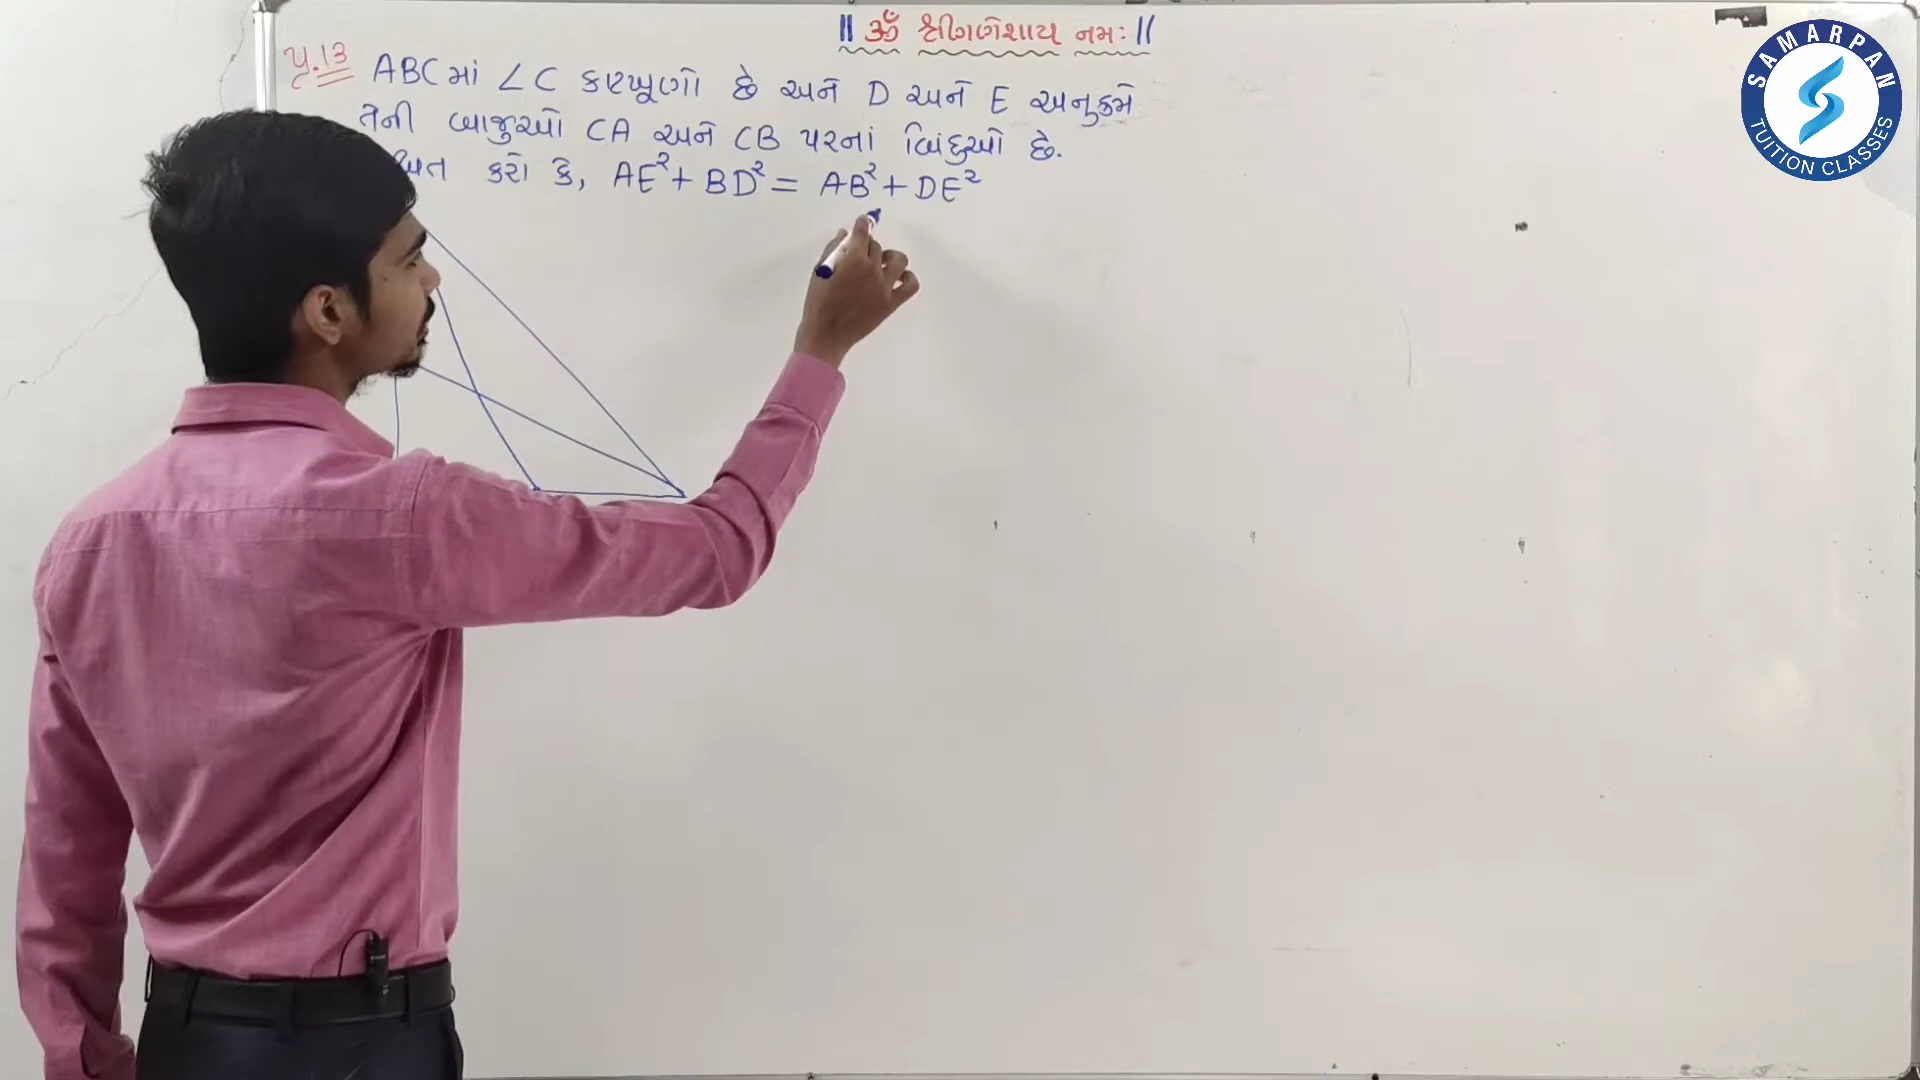 || ૐ શ્રીગણેશાય નમઃ ||
પ્ર.13 ABC માં ∠C કાટખૂણો છે અને D અને E અનુક્રમે
તેની બાજુઓ CA અને CB પરનાં બિંદુઓ છે.
કરો કે, AE² + BD² = AB² + DE²
SAMARPAN
TUITION CLASSES